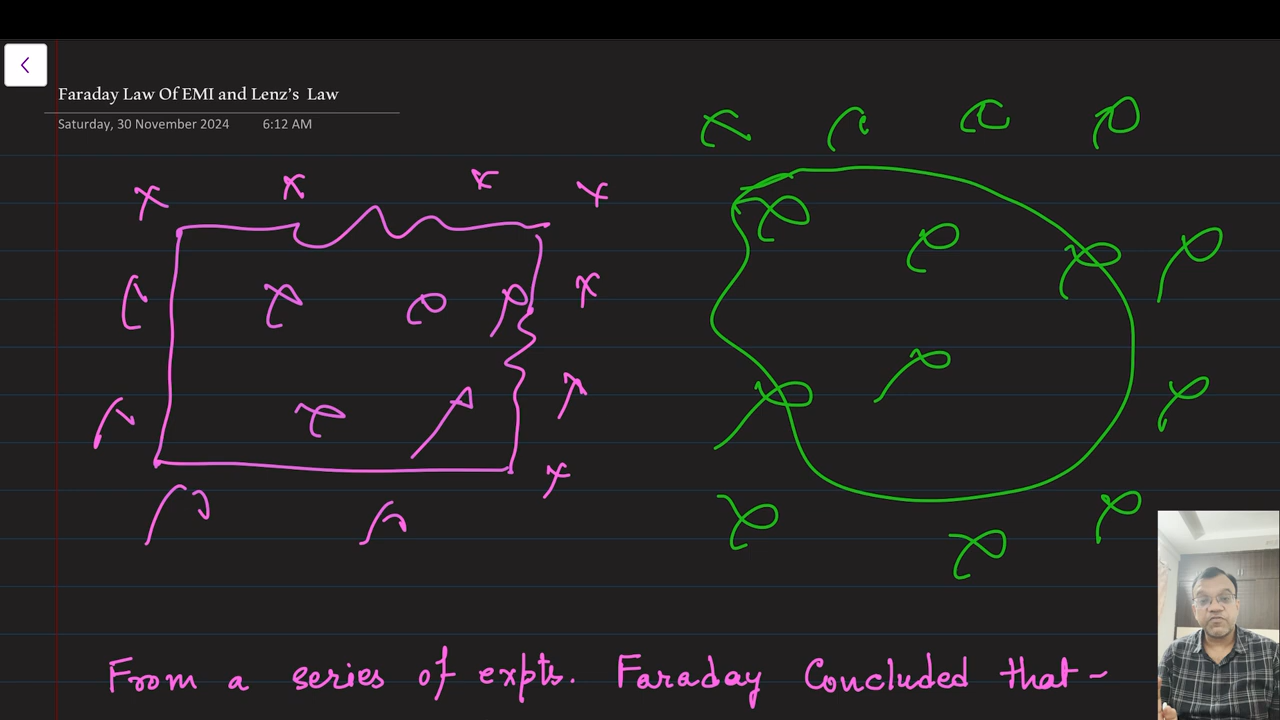 Faraday Law Of EMI and Lenz's Law
Saturday, 30 November 2024 6:12 AM
From a series of expts. Faraday Concluded that -